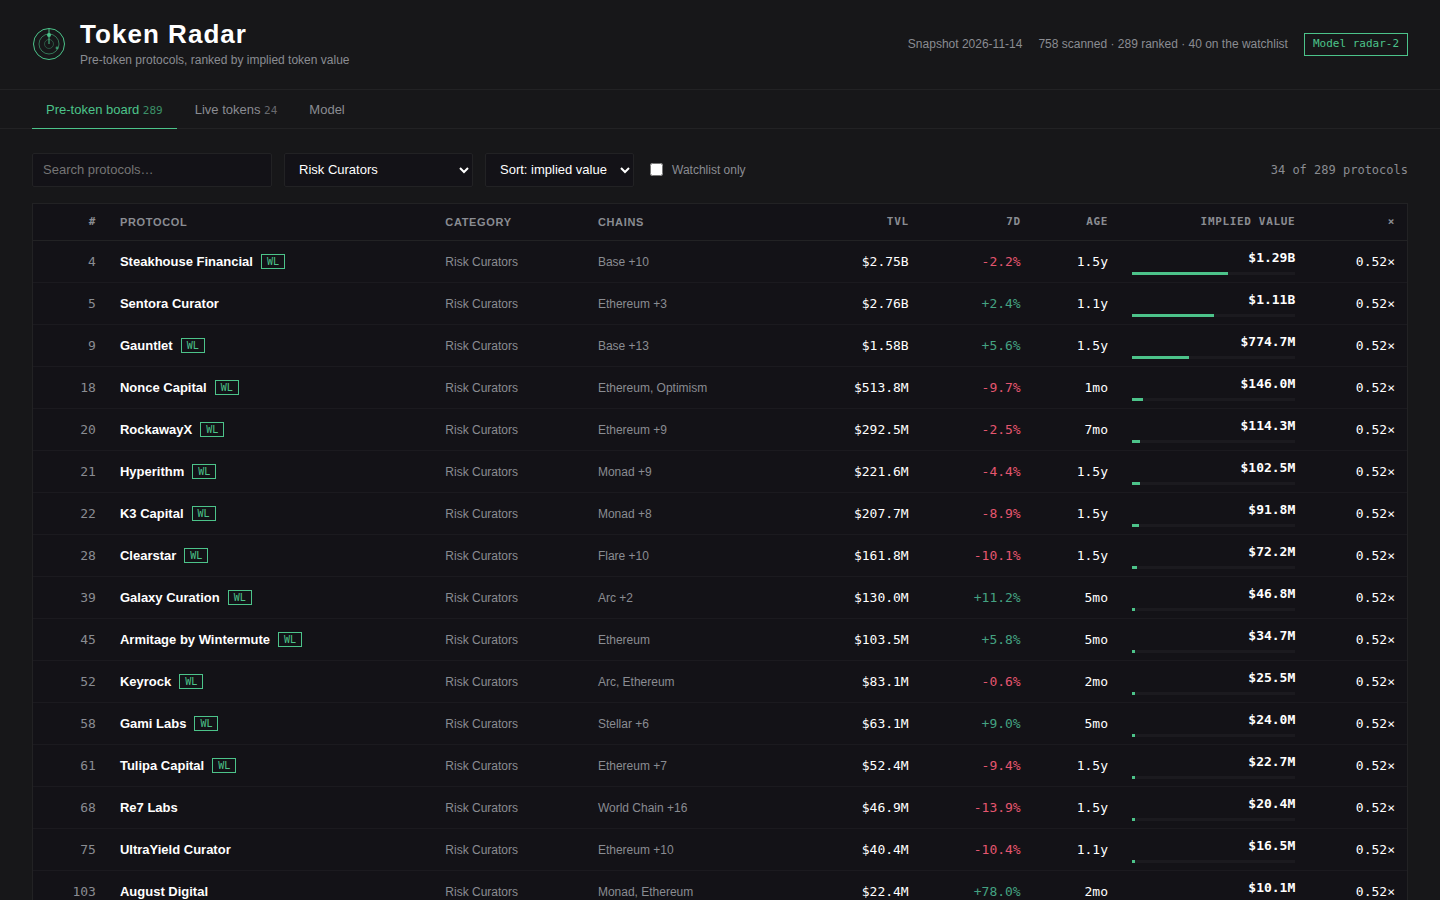 Token Radar
Pre-token protocols, ranked by implied token value
Snapshot 2026-11-14 758 scanned · 289 ranked · 40 on the watchlist Model radar-2
Pre-token board 289 Live tokens 24 Model
Search protocols… Risk Curators Sort: implied value Watchlist only 34 of 289 protocols
# PROTOCOL CATEGORY CHAINS TVL 7D AGE IMPLIED VALUE ×
4 Steakhouse Financial WL Risk Curators Base +10 $2.75B -2.2% 1.5y $1.29B 0.52×
5 Sentora Curator Risk Curators Ethereum +3 $2.76B +2.4% 1.1y $1.11B 0.52×
9 Gauntlet WL Risk Curators Base +13 $1.58B +5.6% 1.5y $774.7M 0.52×
18 Nonce Capital WL Risk Curators Ethereum, Optimism $513.8M -9.7% 1mo $146.0M 0.52×
20 RockawayX WL Risk Curators Ethereum +9 $292.5M -2.5% 7mo $114.3M 0.52×
21 Hyperithm WL Risk Curators Monad +9 $221.6M -4.4% 1.5y $102.5M 0.52×
22 K3 Capital WL Risk Curators Monad +8 $207.7M -8.9% 1.5y $91.8M 0.52×
28 Clearstar WL Risk Curators Flare +10 $161.8M -10.1% 1.5y $72.2M 0.52×
39 Galaxy Curation WL Risk Curators Arc +2 $130.0M +11.2% 5mo $46.8M 0.52×
45 Armitage by Wintermute WL Risk Curators Ethereum $103.5M +5.8% 5mo $34.7M 0.52×
52 Keyrock WL Risk Curators Arc, Ethereum $83.1M -0.6% 2mo $25.5M 0.52×
58 Gami Labs WL Risk Curators Stellar +6 $63.1M +9.0% 5mo $24.0M 0.52×
61 Tulipa Capital WL Risk Curators Ethereum +7 $52.4M -9.4% 1.5y $22.7M 0.52×
68 Re7 Labs Risk Curators World Chain +16 $46.9M -13.9% 1.5y $20.4M 0.52×
75 UltraYield Curator Risk Curators Ethereum +10 $40.4M -10.4% 1.1y $16.5M 0.52×
103 August Digital Risk Curators Monad, Ethereum $22.4M +78.0% 2mo $10.1M 0.52×